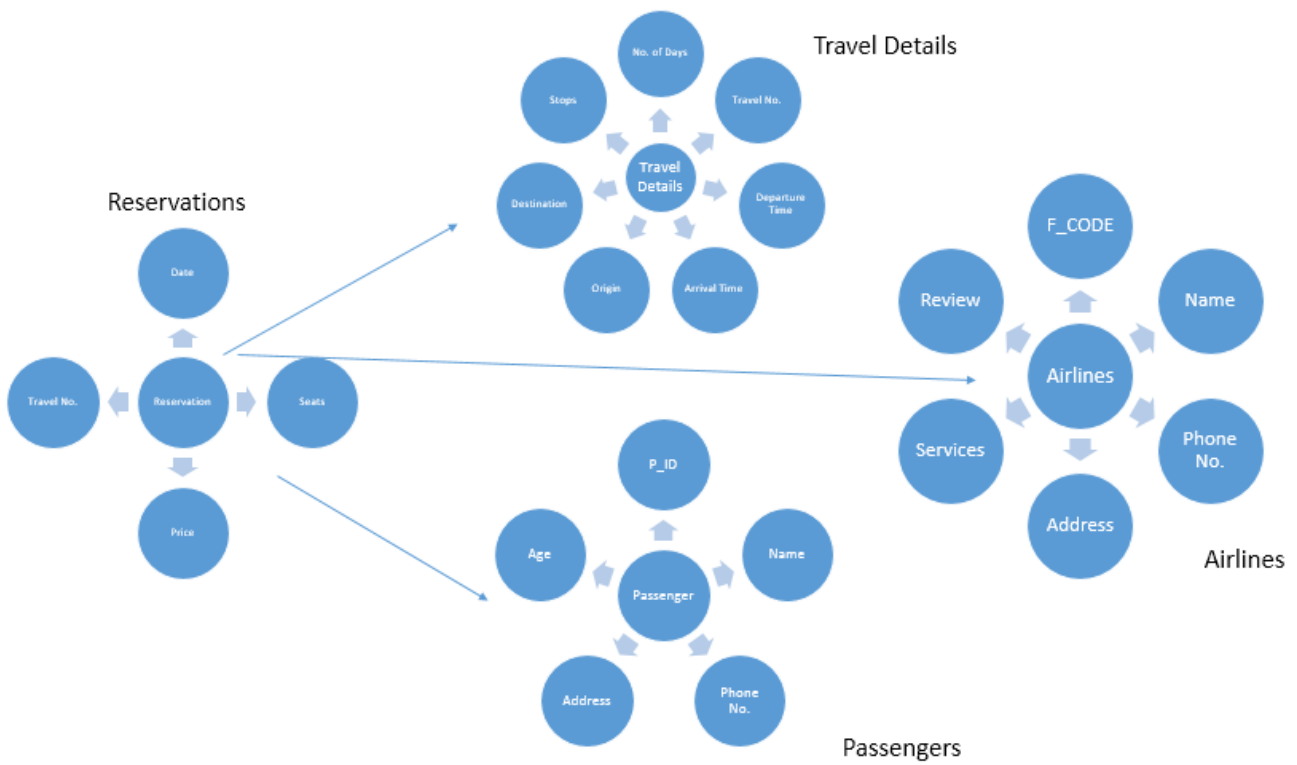 Travel Details
No. of Days
Stops
Travel No.
Travel
Details
Destination
Departure
Time
Origin
Arrival Time
Reservations
Date
Travel No.
Reservation
Seats
Price
F_CODE
Review
Name
Airlines
Services
Phone
No.
Address
Airlines
P_ID
Age
Name
Passenger
Address
Phone
No.
Passengers